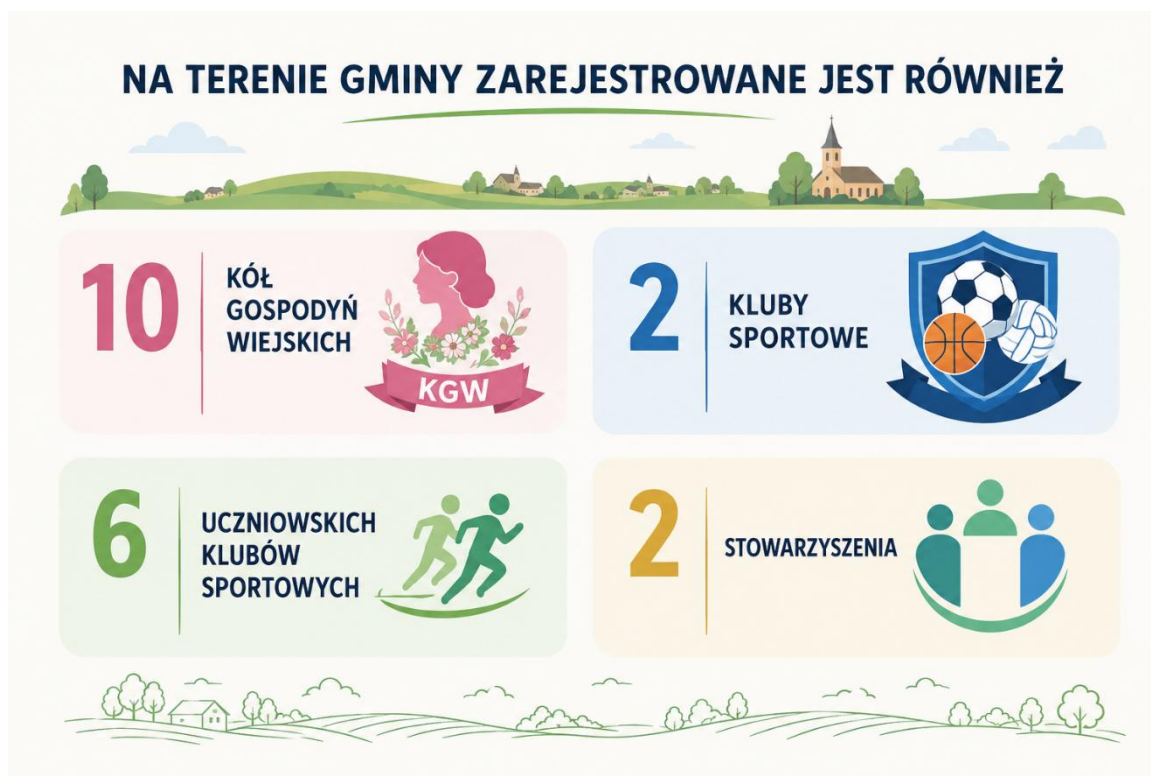 NA TERENIE GMINY ZAREJESTROWANE JEST RÓWNIEŻ
10
KÓŁ
GOSPODYŃ
WIEJSKICH
KGW
2
KLUBY
SPORTOWE
6
UCZNIOWSKICH
KLUBÓW
SPORTOWYCH
2
STOWARZYSZENIA